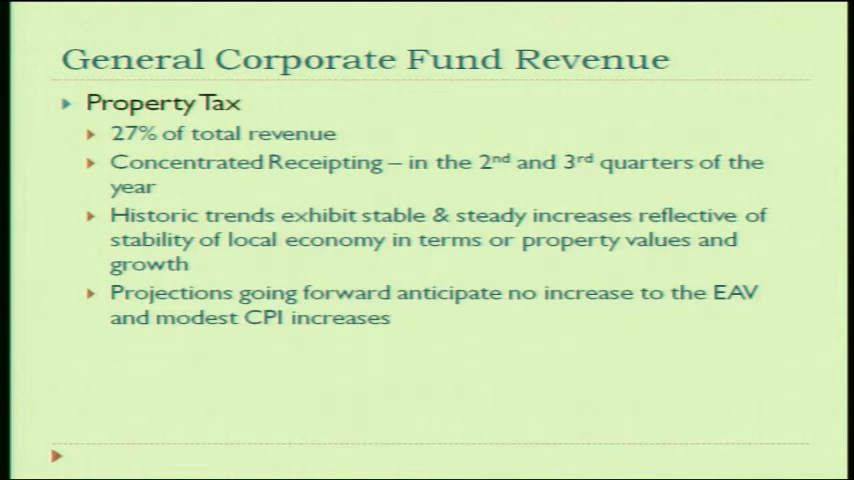 General Corporate Fund Revenue
Property Tax
27% of total revenue
Concentrated Receipting – in the 2nd and 3rd quarters of the
year
Historic trends exhibit stable & steady increases reflective of
stability of local economy in terms or property values and
growth
Projections going forward anticipate no increase to the EAV
and modest CPI increases